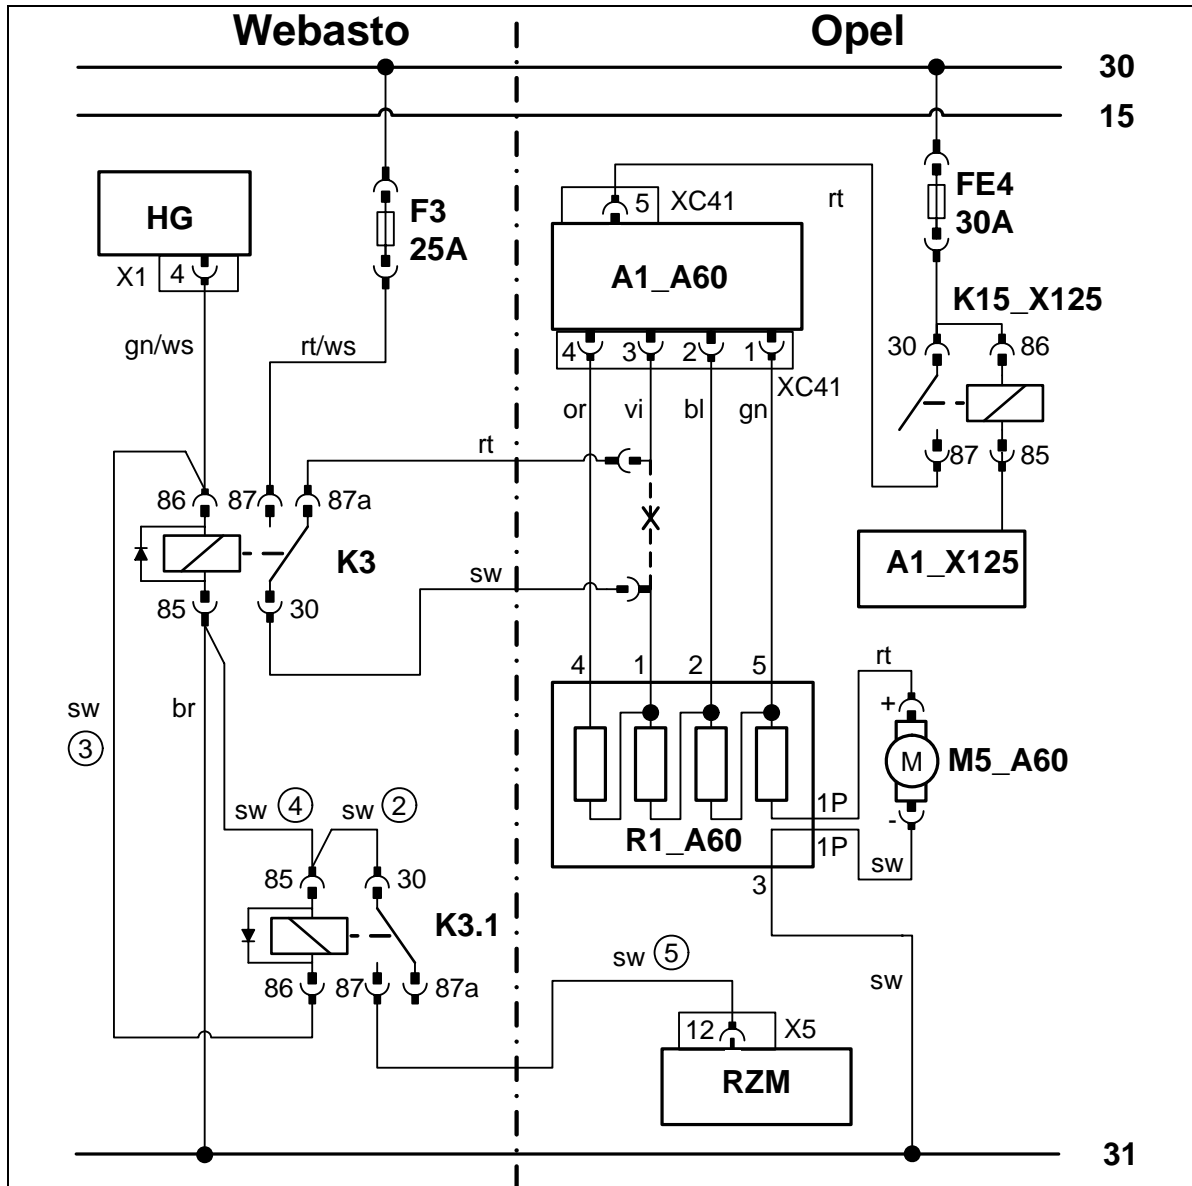 Webasto
Opel
30
15
HG
X1
4
F3
25A
5
XC41
rt
A1_A60
FE4
30A
K15_X125
gn/ws
rt/ws
4
3
2
1
XC41
30
86
or
vi
bl
gn
rt
87
85
86
87
87a
K3
A1_X125
sw
85
30
4
1
2
5
rt
+
sw
3
br
M
M5_A60
1P
1P
-
R1_A60
sw
4
sw
2
3
sw
85
30
K3.1
86
87
87a
sw
5
sw
12
X5
RZM
31